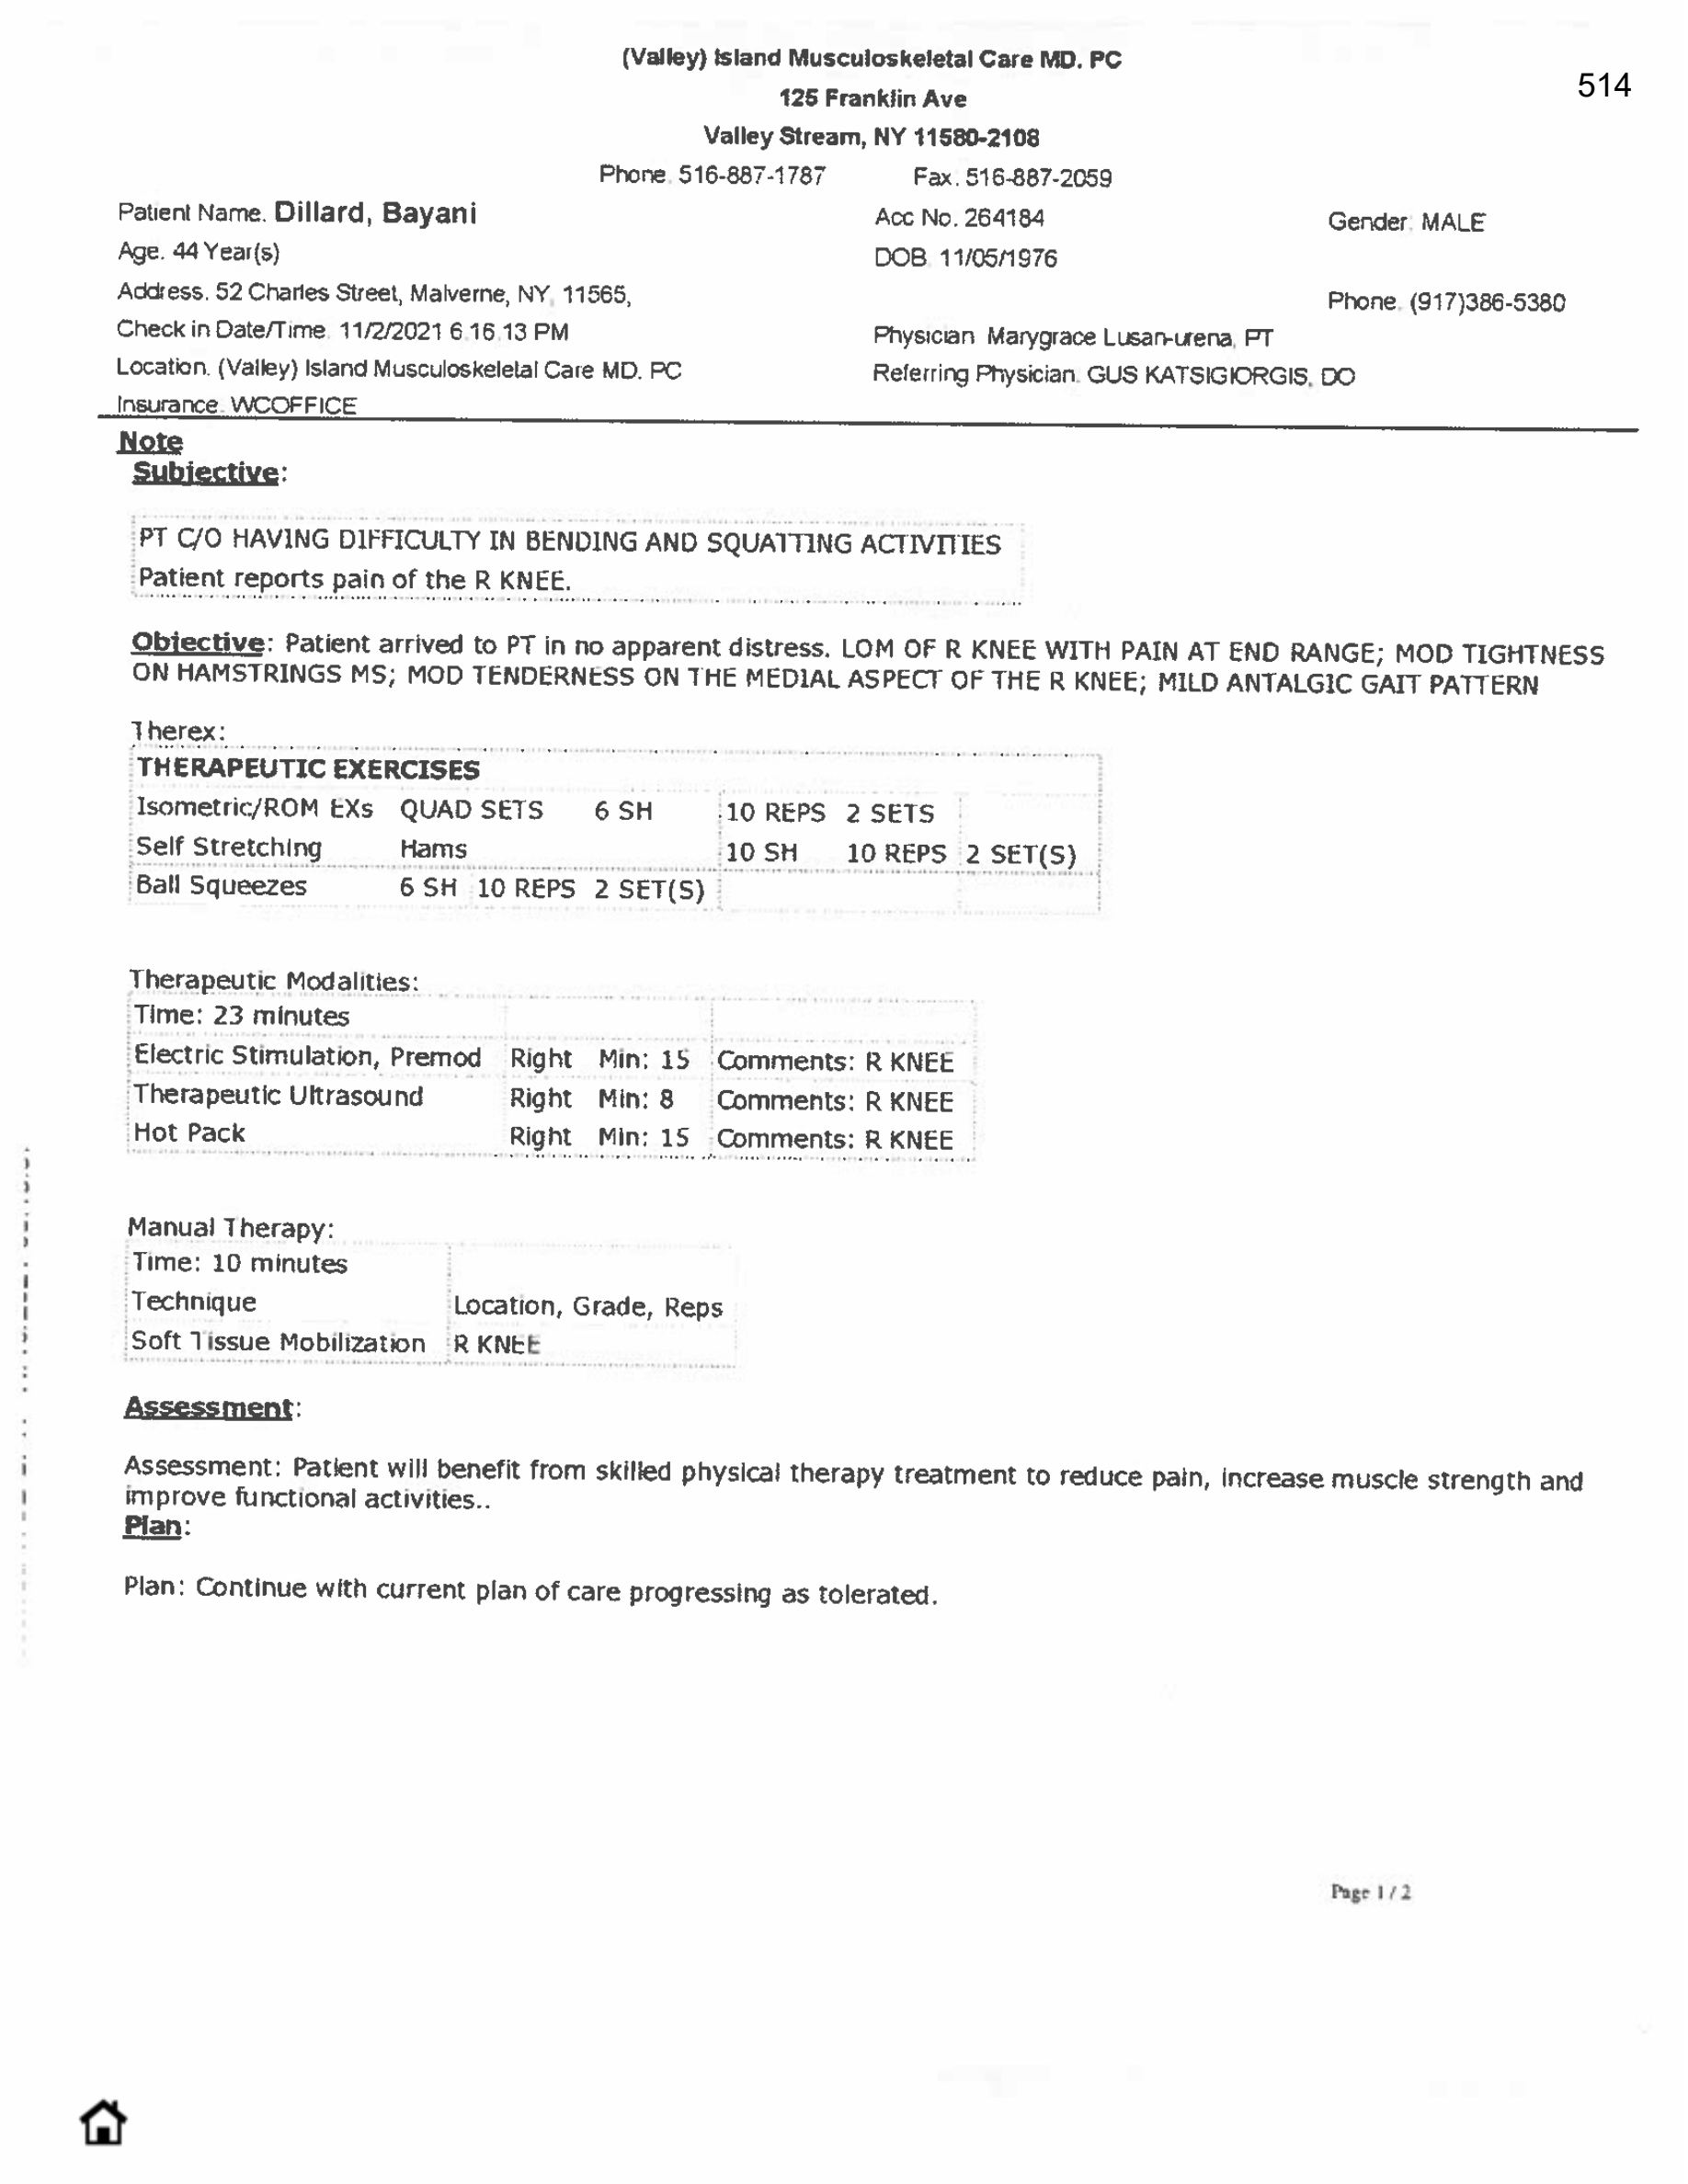 (Valley) Island Musculoskeletal Care MD. PC
514
125 Franklin Ave
Valley Stream, NY 11580-2108
Phone. 516-887-1787 Fax. 516-887-2059
Patient Name. Dillard, Bayani Acc No. 264184 Gender. MALE
Age. 44 Year(s) DOB. 11/05/1976
Address. 52 Charles Street, Malverne, NY, 11565, Phone. (917)386-5380
Check in Date/Time. 11/2/2021 6.16.13 PM Physician Marygrace Lusan-urena, PT
Location. (Valley) Island Musculoskeletal Care MD. PC Referring Physician. GUS KATSIGIORGIS, DO
Insurance. WCOFFICE
Note
Subjective:
PT C/O HAVING DIFFICULTY IN BENDING AND SQUATTING ACTIVITIES
Patient reports pain of the R KNEE.
Objective: Patient arrived to PT in no apparent distress. LOM OF R KNEE WITH PAIN AT END RANGE; MOD TIGHTNESS
ON HAMSTRINGS MS; MOD TENDERNESS ON THE MEDIAL ASPECT OF THE R KNEE; MILD ANTALGIC GAIT PATTERN
Therex:
THERAPEUTIC EXERCISES
Isometric/ROM EXs QUAD SETS 6 SH 10 REPS 2 SETS
Self Stretching Hams 10 SH 10 REPS 2 SET(S)
Ball Squeezes 6 SH 10 REPS 2 SET(S)
Therapeutic Modalities:
Time: 23 minutes
Electric Stimulation, Premod Right Min: 15 Comments: R KNEE
Therapeutic Ultrasound Right Min: 8 Comments: R KNEE
Hot Pack Right Min: 15 Comments: R KNEE
Manual Therapy:
Time: 10 minutes
Technique Location, Grade, Reps
Soft Tissue Mobilization R KNEE
Assessment:
Assessment: Patient will benefit from skilled physical therapy treatment to reduce pain, increase muscle strength and
improve functional activities..
Plan:
Plan: Continue with current plan of care progressing as tolerated.
Page 1 / 2